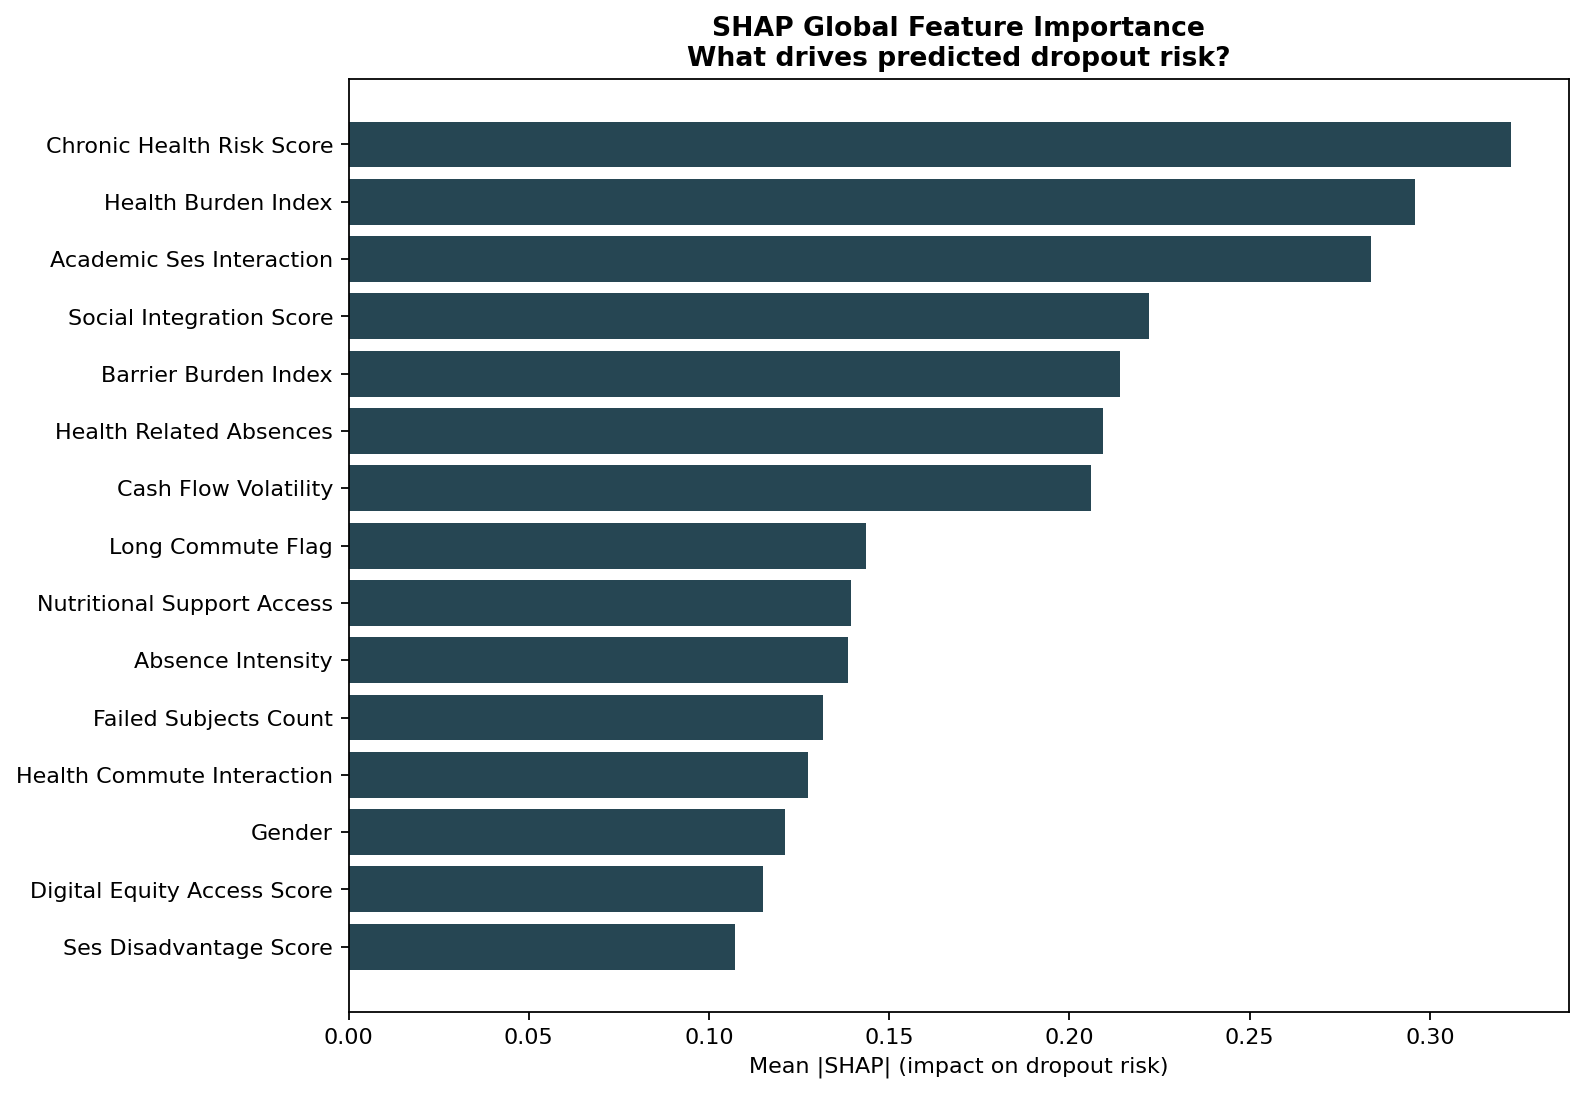 SHAP Global Feature Importance
What drives predicted dropout risk?
Chronic Health Risk Score
Health Burden Index
Academic Ses Interaction
Social Integration Score
Barrier Burden Index
Health Related Absences
Cash Flow Volatility
Long Commute Flag
Nutritional Support Access
Absence Intensity
Failed Subjects Count
Health Commute Interaction
Gender
Digital Equity Access Score
Ses Disadvantage Score
0.00 0.05 0.10 0.15 0.20 0.25 0.30
Mean |SHAP| (impact on dropout risk)